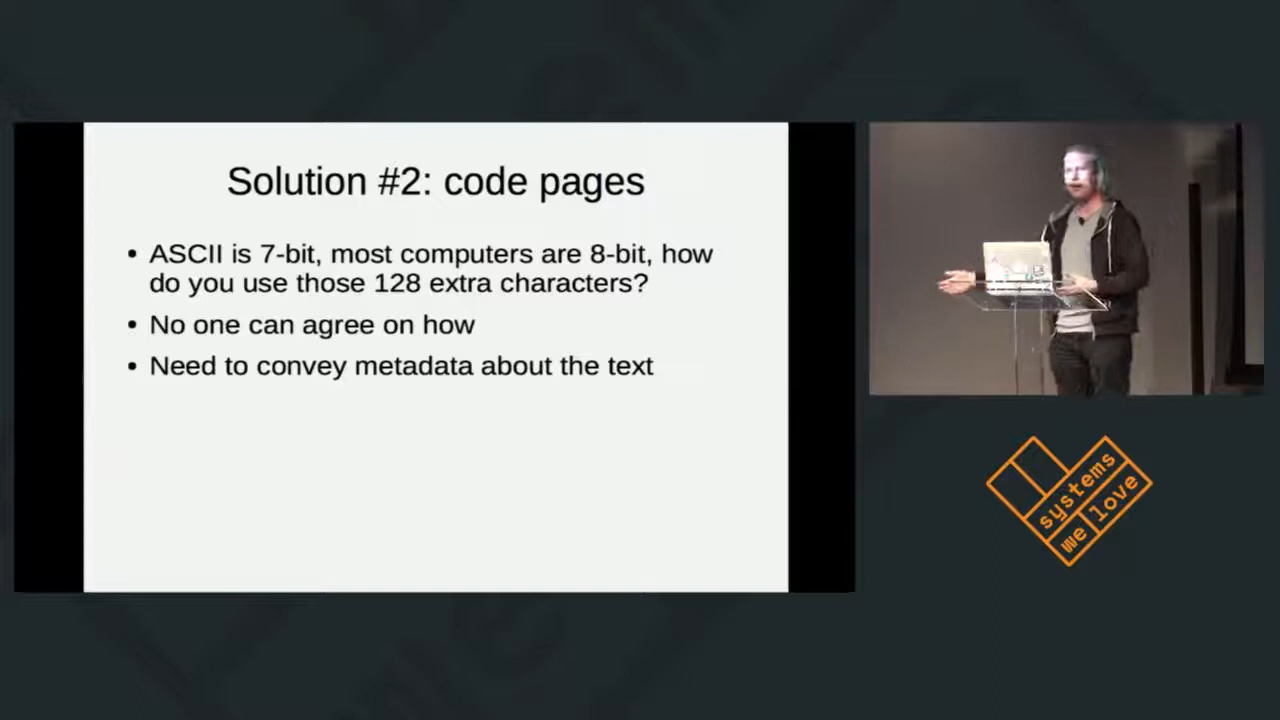 Solution #2: code pages
• ASCII is 7-bit, most computers are 8-bit, how
do you use those 128 extra characters?
• No one can agree on how
• Need to convey metadata about the text
systems
we love